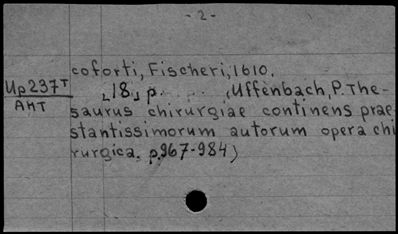 - 2 -
coforti, Fischeri, 1610.
Up237T
AHT
[18] p. (Uffenbach, P. The-
saurus chirurgiae continens prae
stantissimorum autorum opera chi
rurgica. p.967-984)